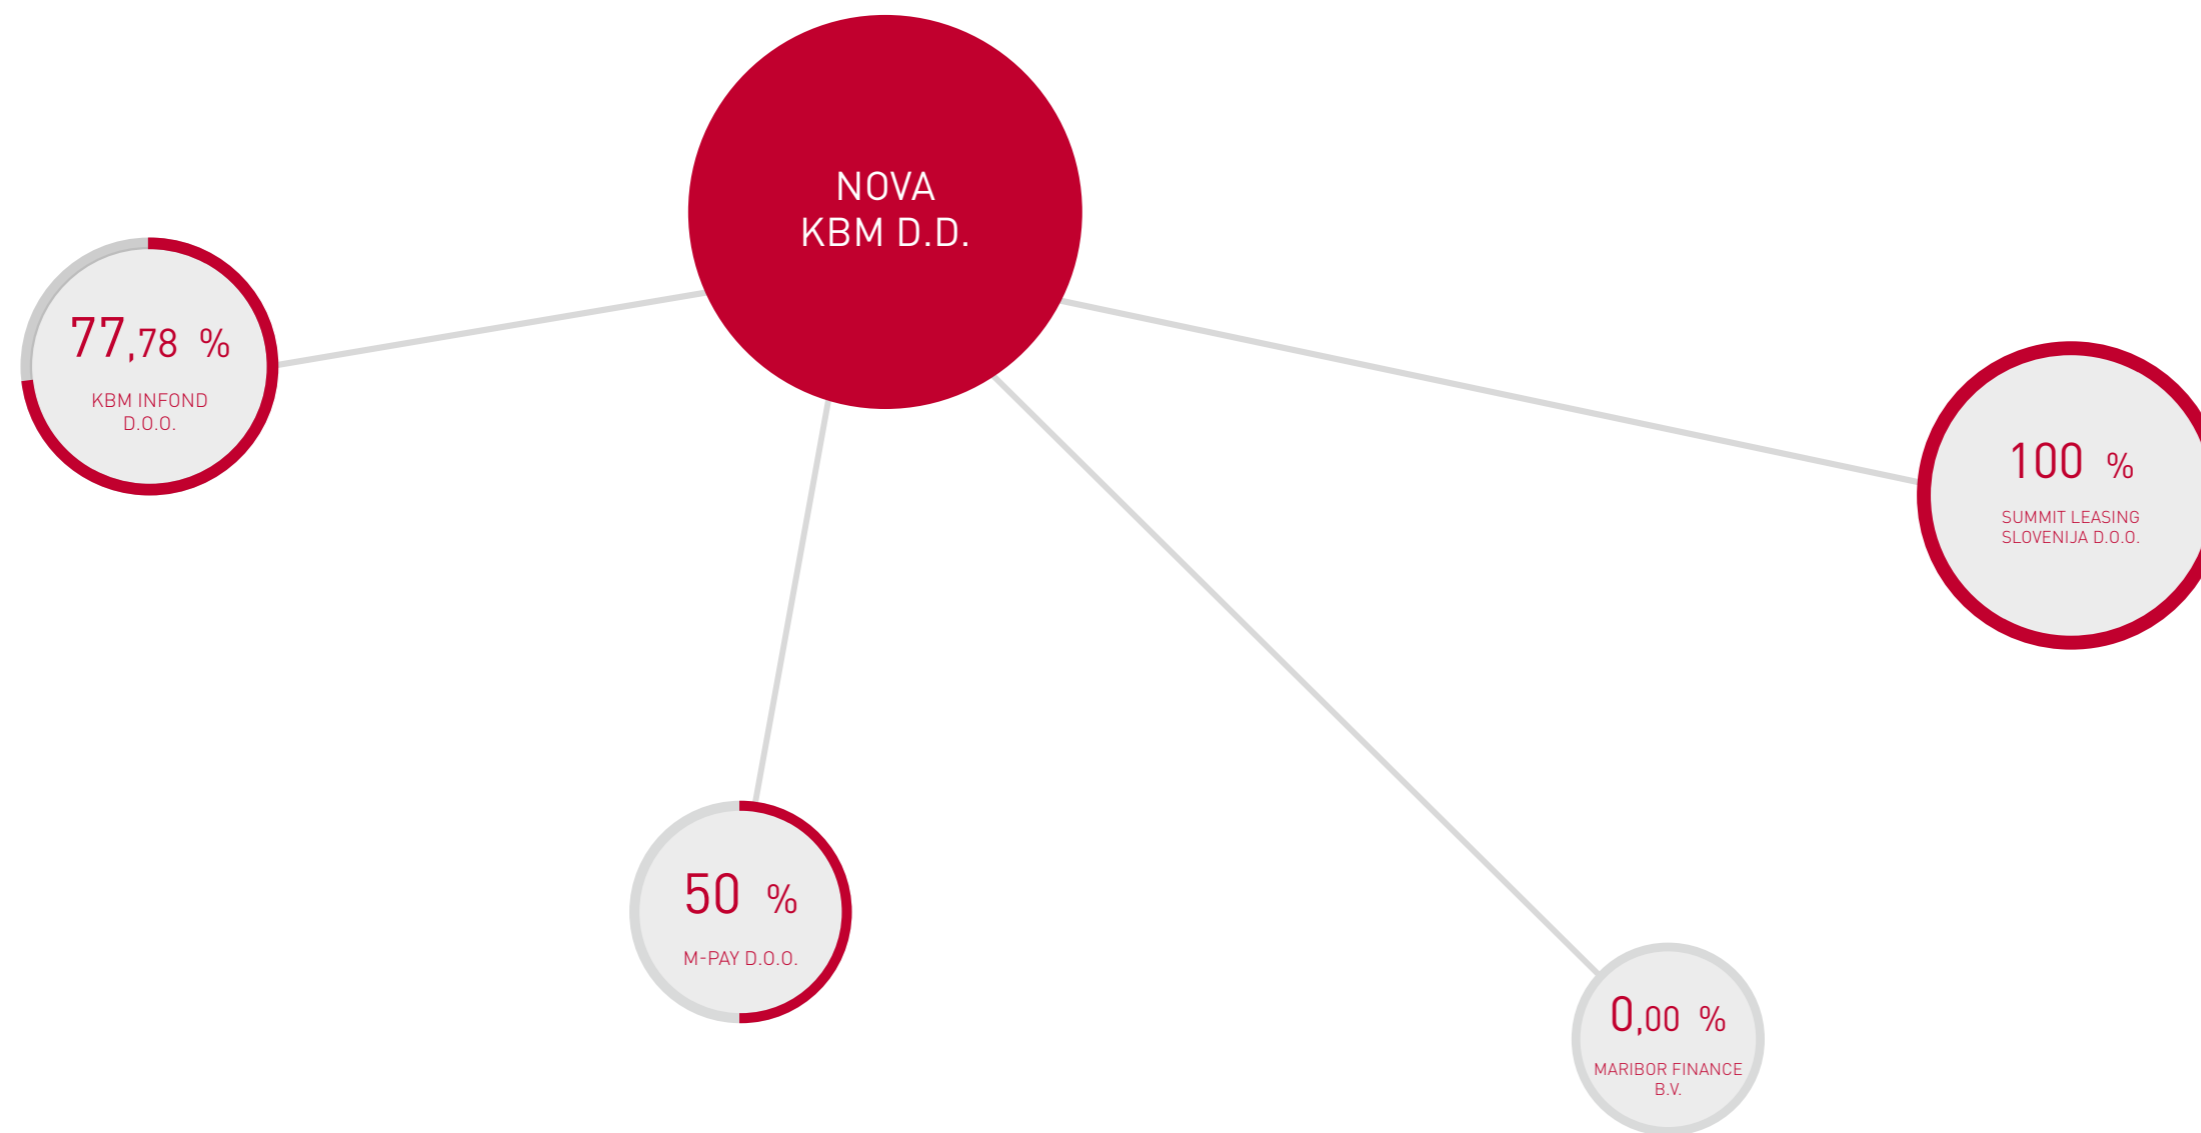 NOVA
KBM D.D.
77,78 %
KBM INFOND
D.O.O.
100 %
SUMMIT LEASING
SLOVENIJA D.O.O.
50 %
M-PAY D.O.O.
0,00 %
MARIBOR FINANCE
B.V.